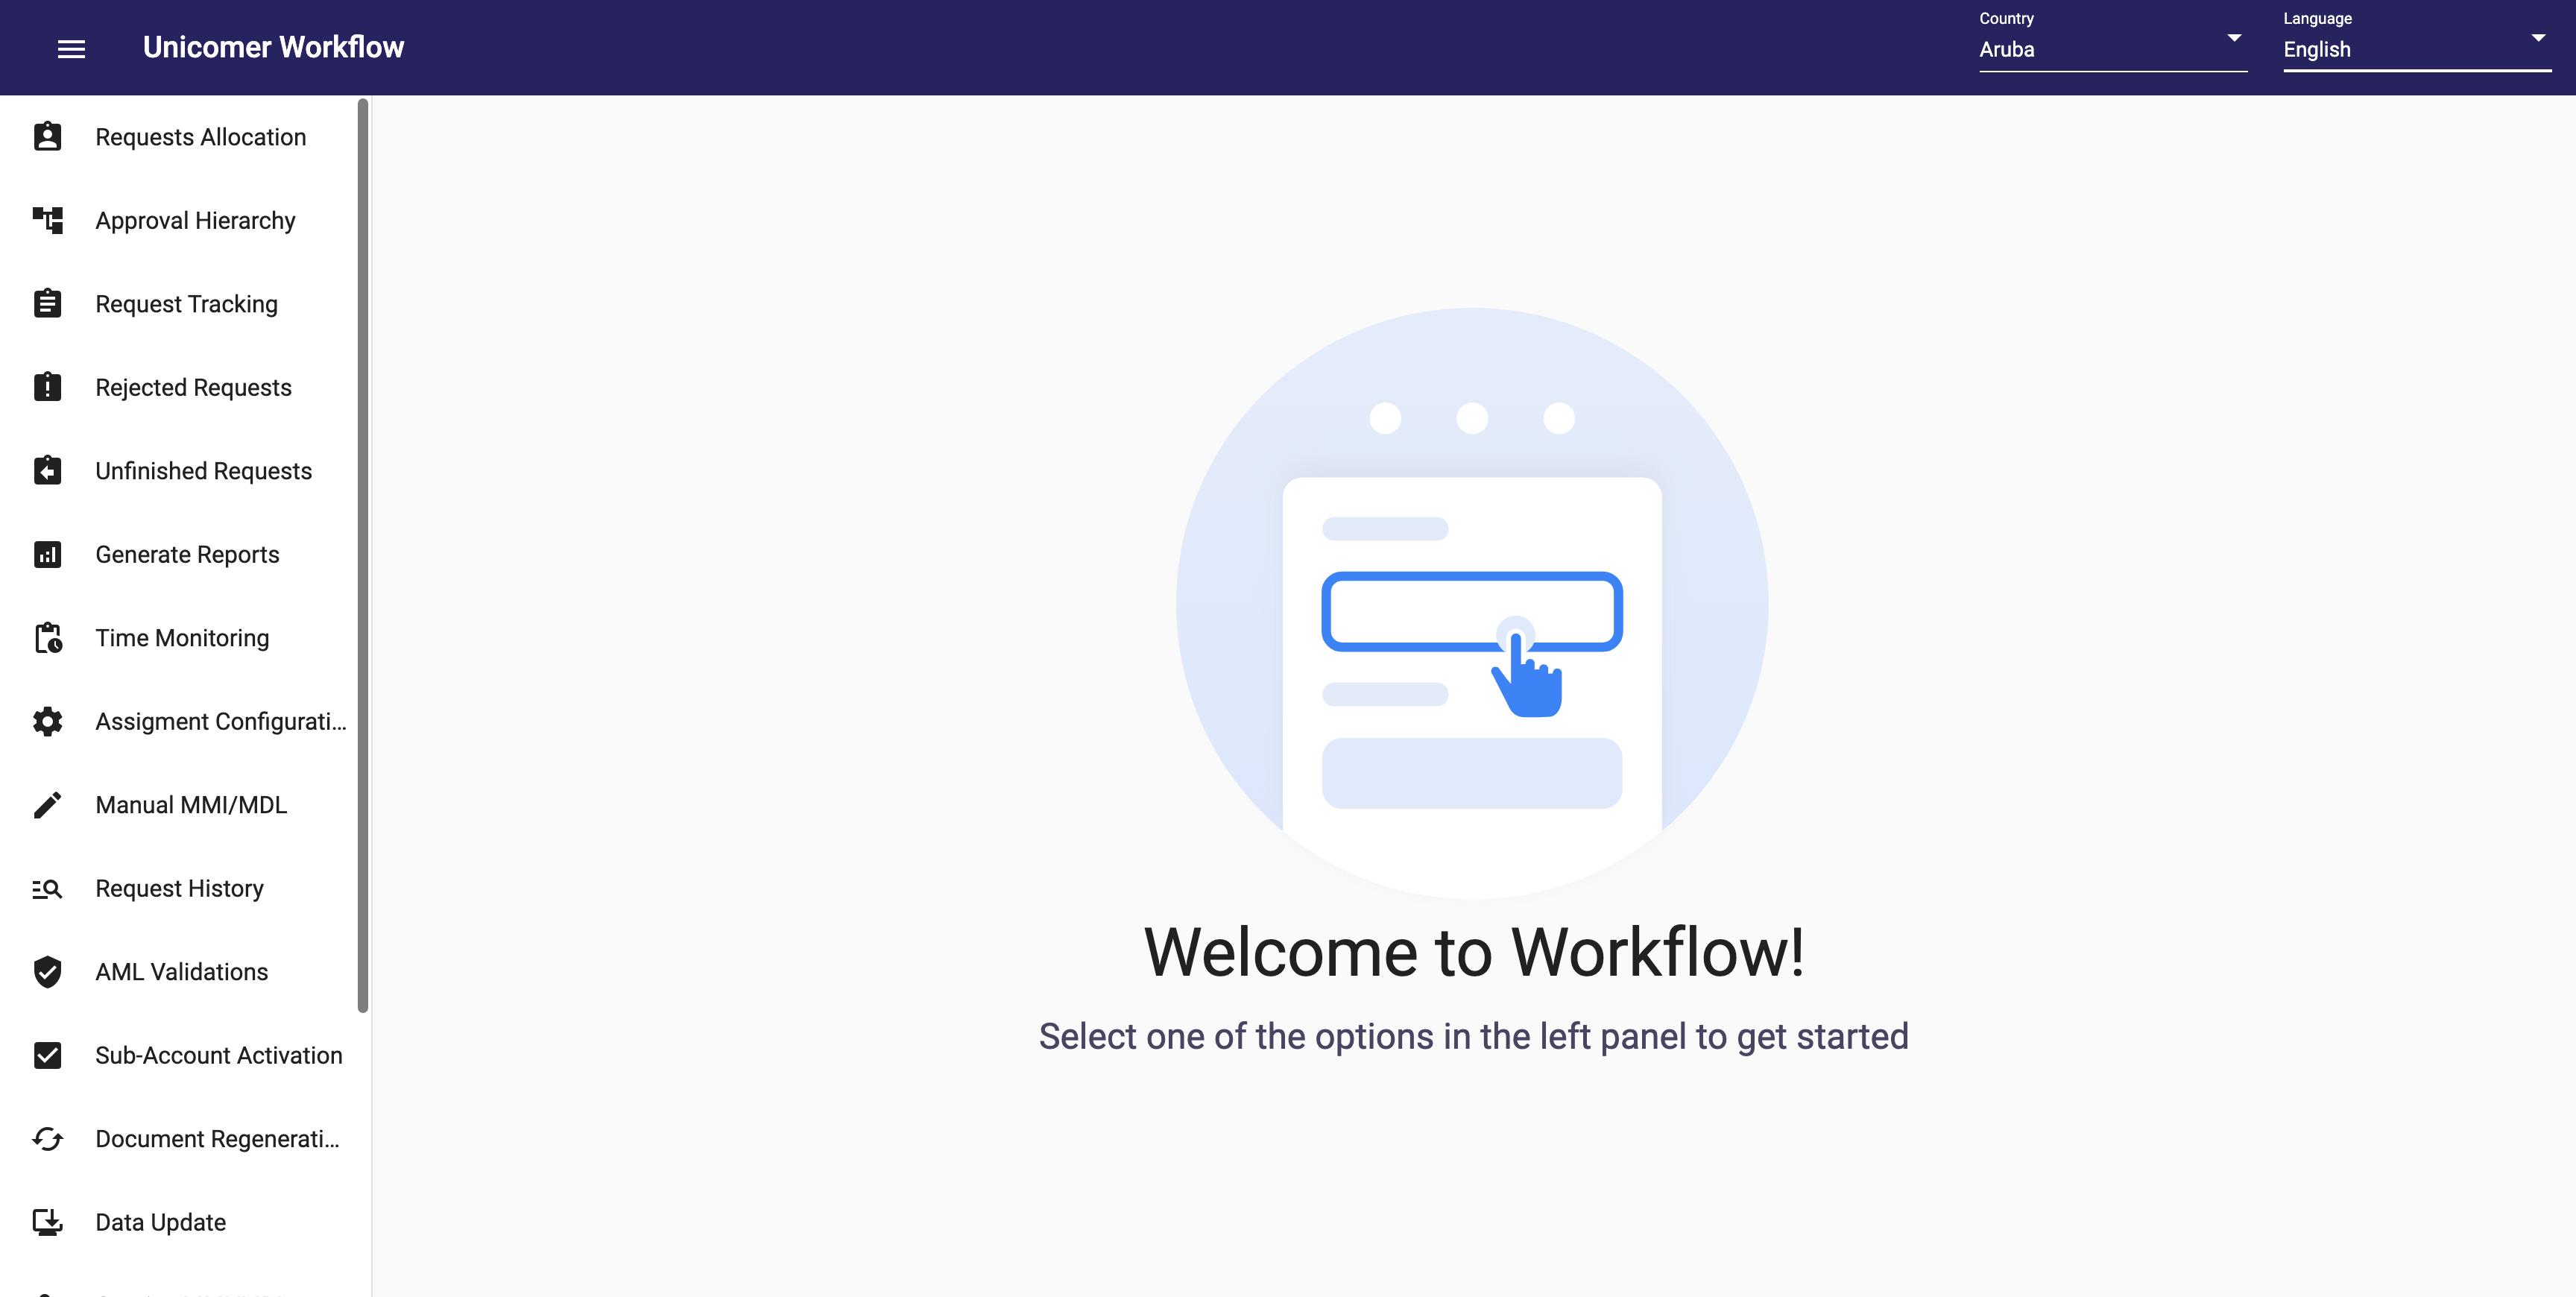 Unicomer Workflow
Country
Aruba
Language
English
Requests Allocation
Approval Hierarchy
Request Tracking
Rejected Requests
Unfinished Requests
Generate Reports
Time Monitoring
Assigment Configurati...
Manual MMI/MDL
Request History
AML Validations
Sub-Account Activation
Document Regenerati...
Data Update
Welcome to Workflow!
Select one of the options in the left panel to get started